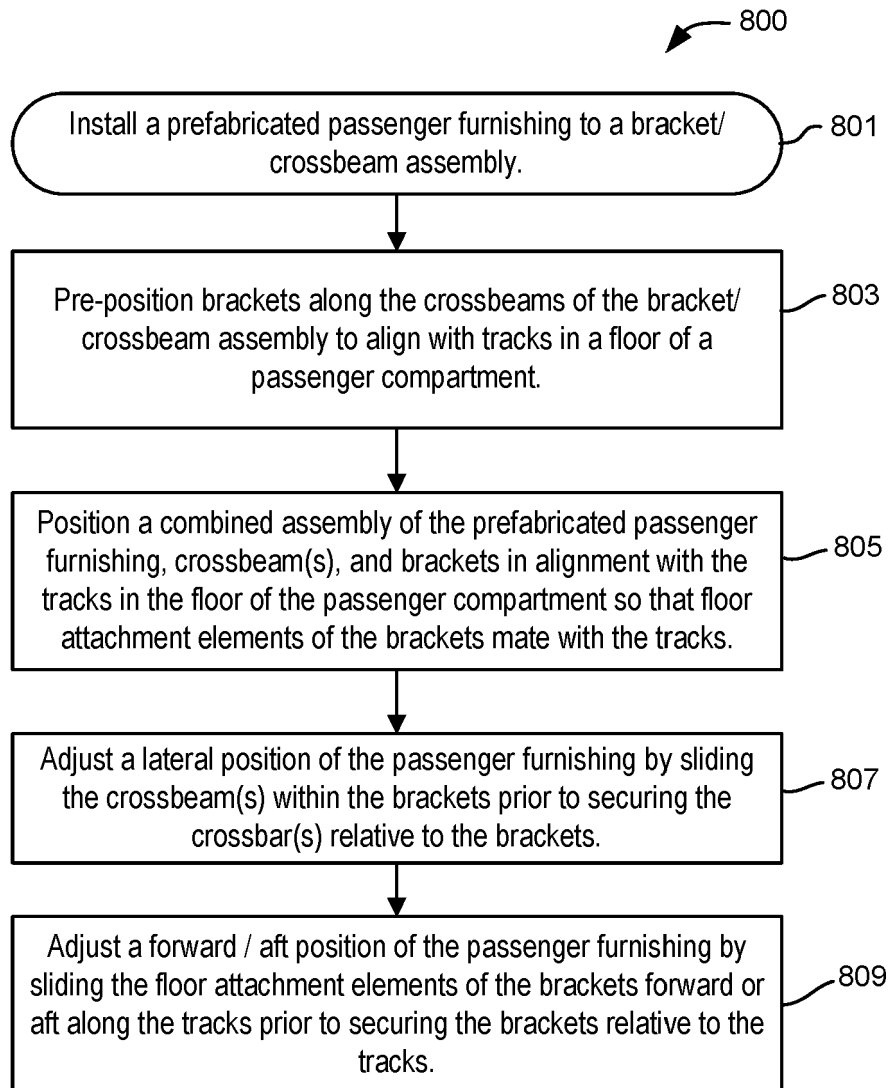 800
Install a prefabricated passenger furnishing to a bracket/
crossbeam assembly.
801
Pre-position brackets along the crossbeams of the bracket/
crossbeam assembly to align with tracks in a floor of a
passenger compartment.
803
Position a combined assembly of the prefabricated passenger
furnishing, crossbeam(s), and brackets in alignment with the
tracks in the floor of the passenger compartment so that floor
attachment elements of the brackets mate with the tracks.
805
Adjust a lateral position of the passenger furnishing by sliding
the crossbeam(s) within the brackets prior to securing the
crossbar(s) relative to the brackets.
807
Adjust a forward / aft position of the passenger furnishing by
sliding the floor attachment elements of the brackets forward or
aft along the tracks prior to securing the brackets relative to the
tracks.
809